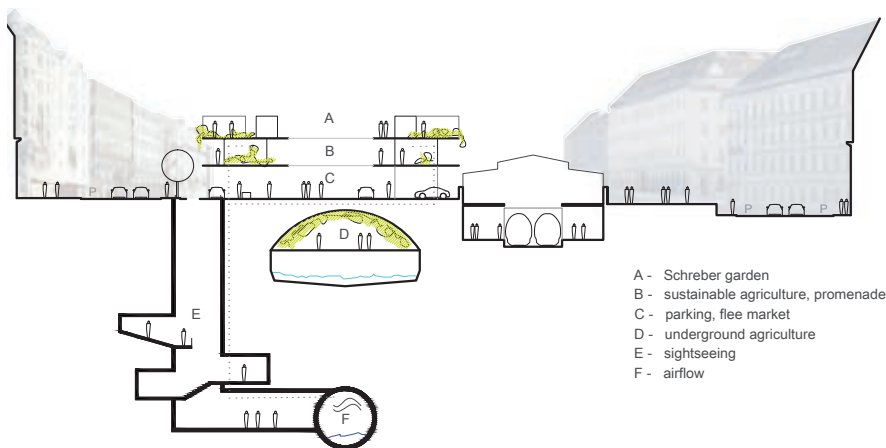 A
B
C
P
P
P
D
E
F
A - Schreber garden
B - sustainable agriculture, promenade
C - parking, flee market
D - underground agriculture
E - sightseeing
F - airflow